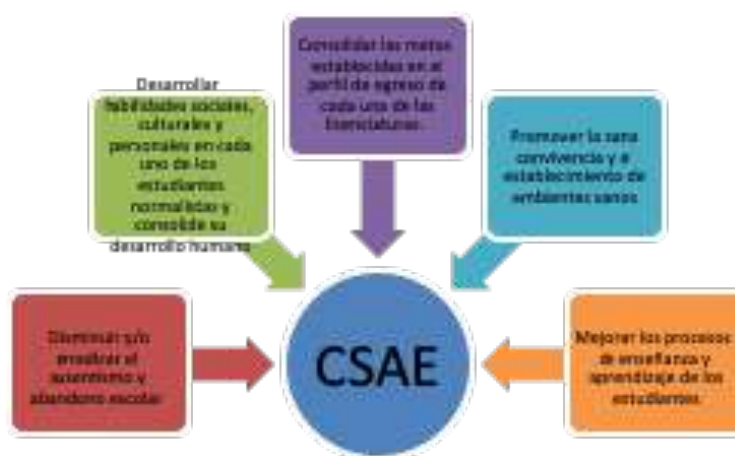 Consolidar las metas
establecidas en el
perfil de egreso de
cada una de las
licenciaturas.
Desarrollar
habilidades sociales,
culturales y
personales en cada
uno de los
estudiantes
normalistas y
consolide su
desarrollo humano
Promover la sana
convivencia y e
establecimiento de
ambientes sanos
Disminuir y/o
erradicar el
ausentismo y
abandono escolar
CSAE
Mejorar los procesos
de enseñanza y
aprendizaje de los
estudiantes.